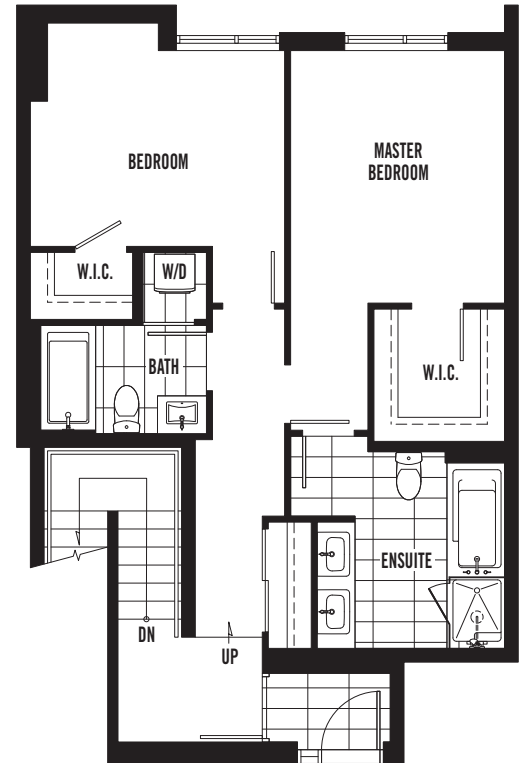 BEDROOM
MASTER
BEDROOM
W.I.C.
W/D
BATH
W.I.C.
ENSUITE
DN
UP